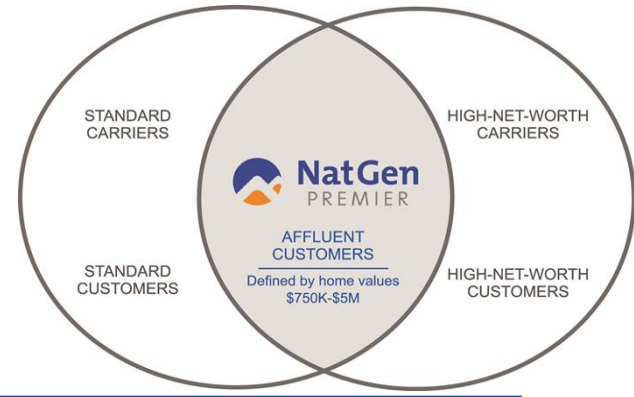 STANDARD
CARRIERS
HIGH-NET-WORTH
CARRIERS
NatGen
PREMIER
AFFLUENT
CUSTOMERS
Defined by home values
$750K-$5M
STANDARD
CUSTOMERS
HIGH-NET-WORTH
CUSTOMERS